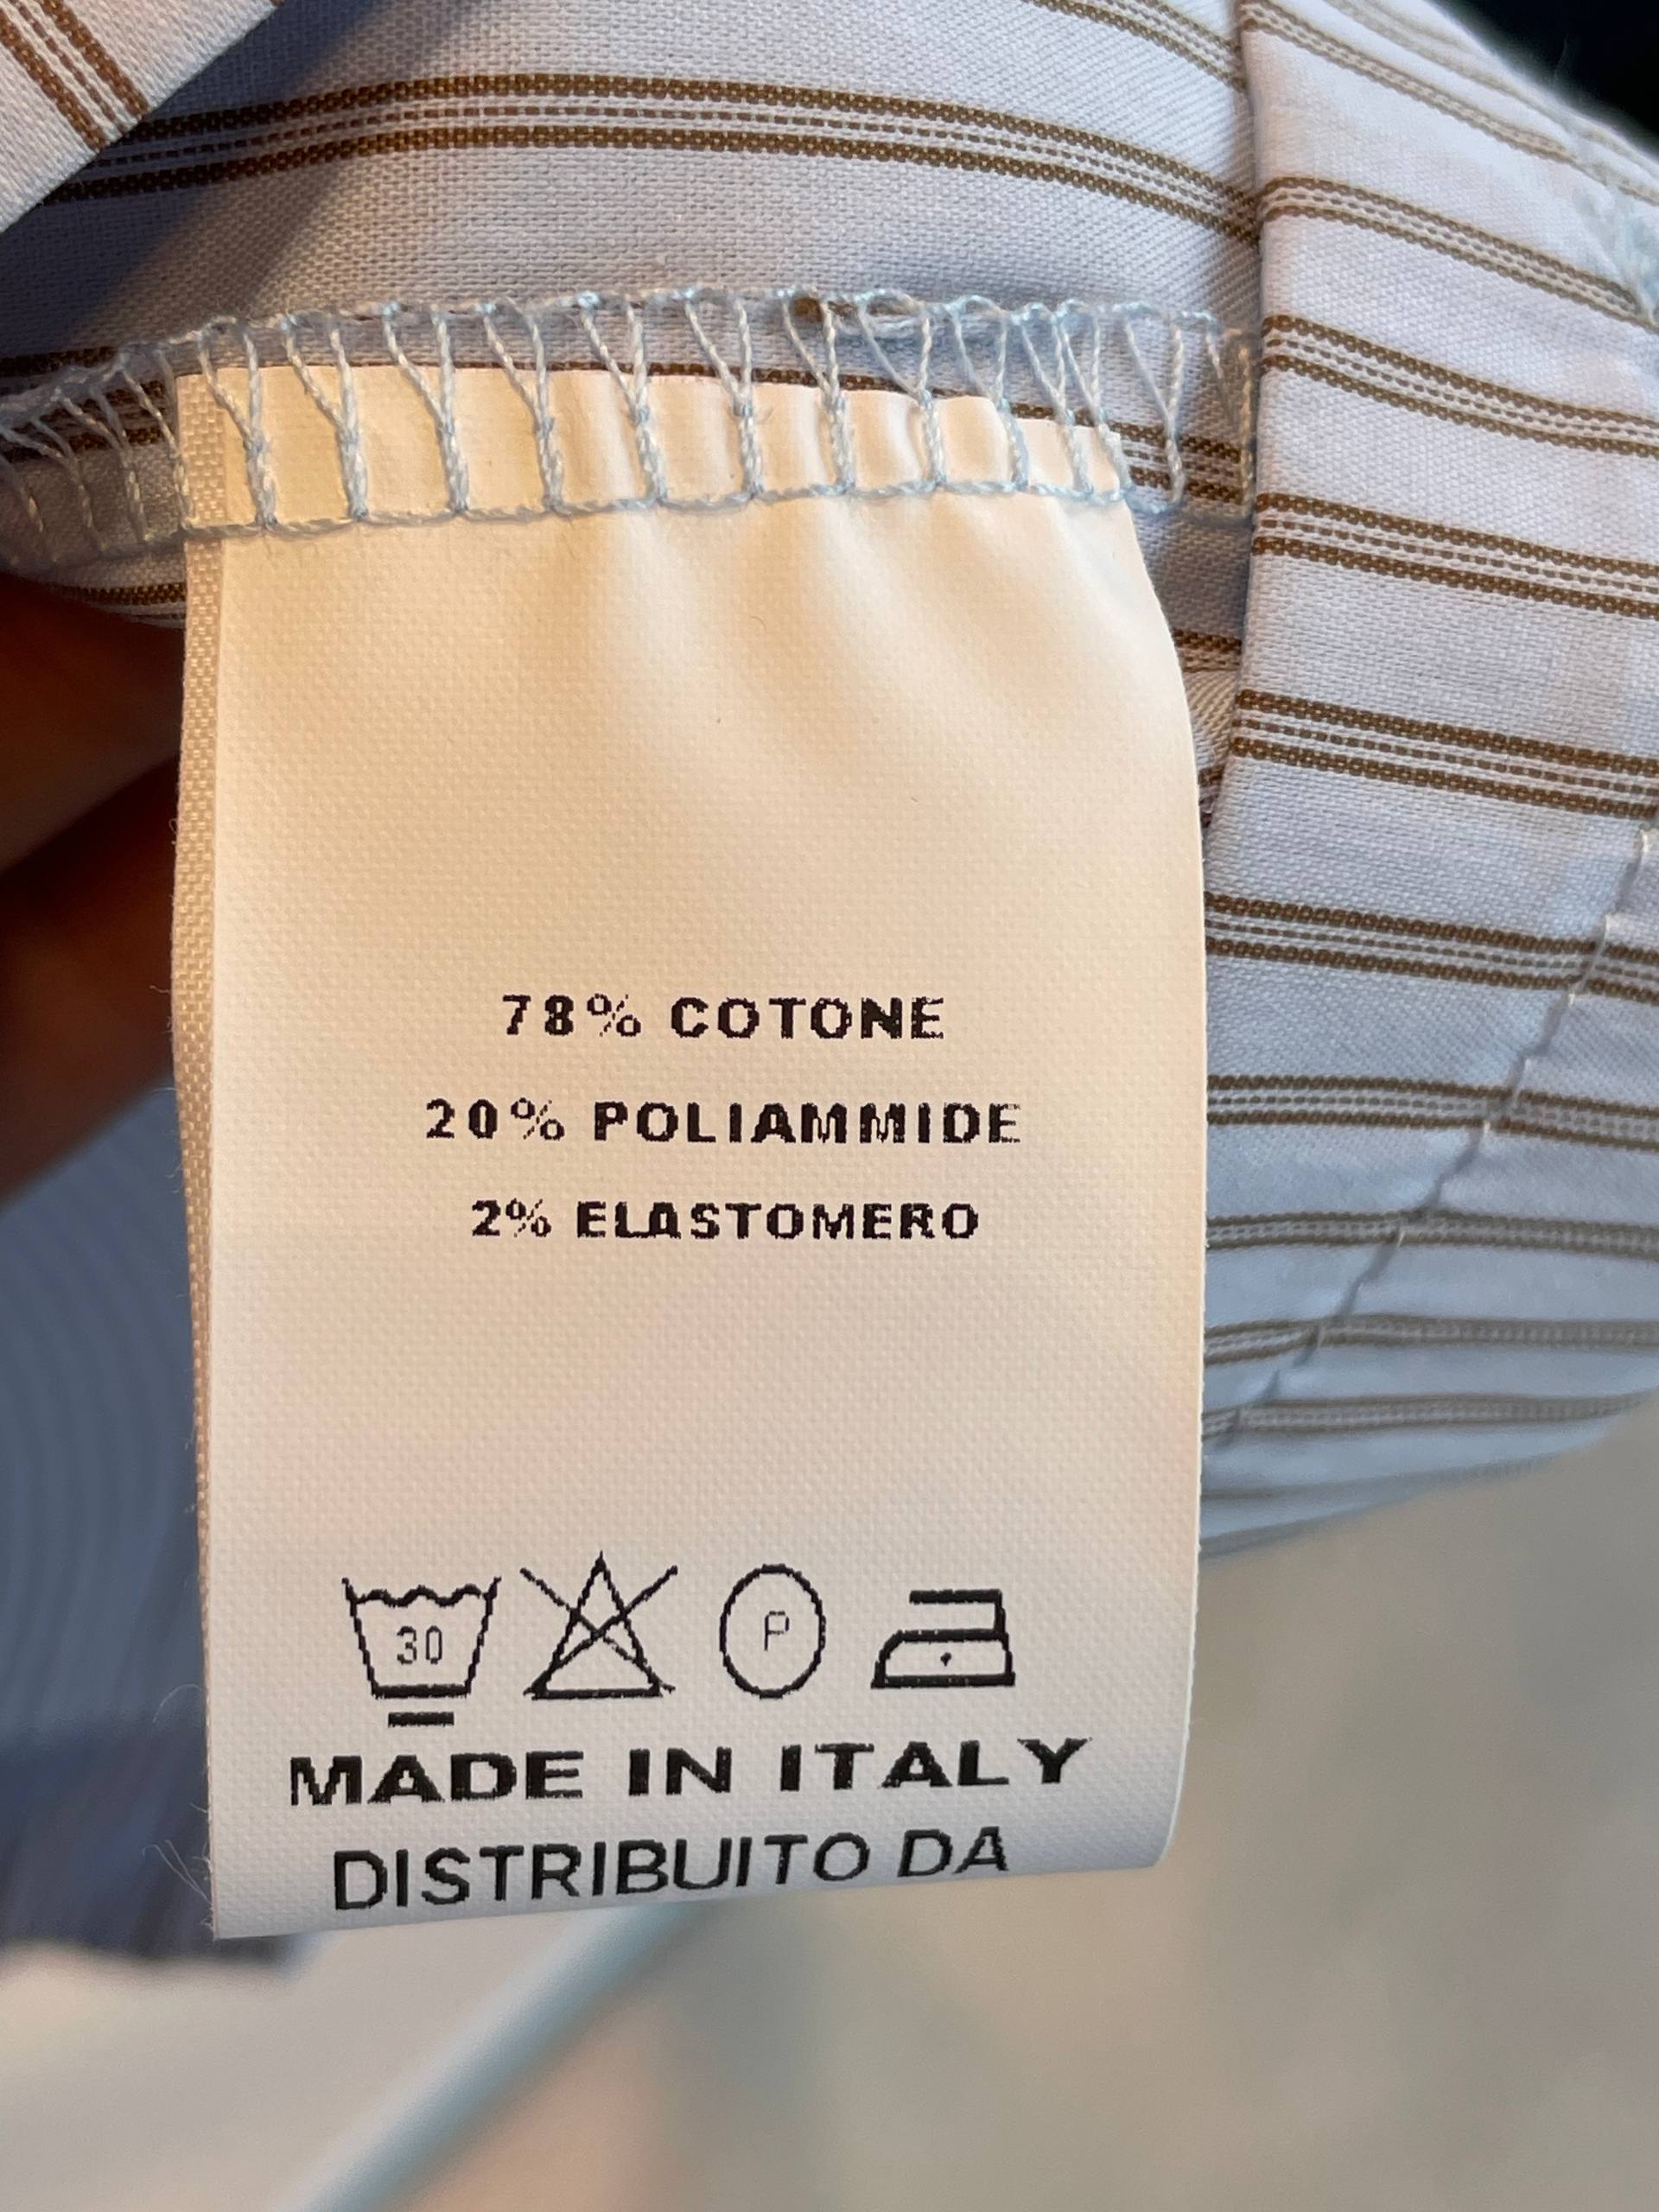 78% COTONE
20% POLIAMMIDE
2% ELASTOMERO
30 P
MADE IN ITALY
DISTRIBUITO DA